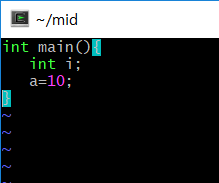 ~/mid
int main(){
   int i;
   a=10;
}
~
~
~
~